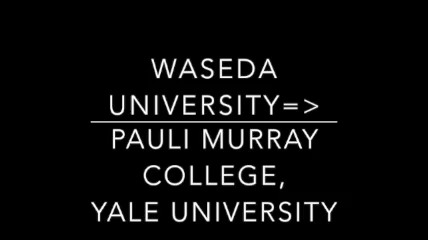 WASEDA
UNIVERSITY=>
PAULI MURRAY
COLLEGE,
YALE UNIVERSITY